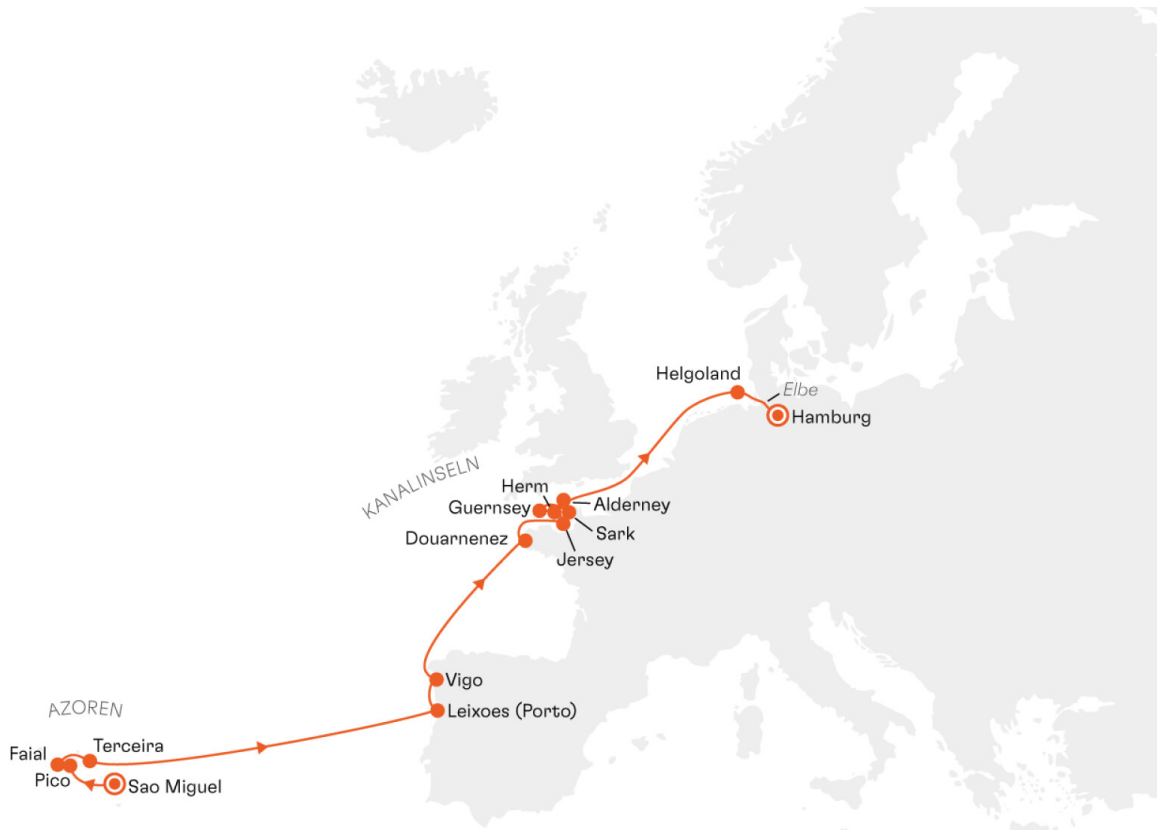 Helgoland
Elbe
Hamburg
KANALINSELN
Herm
Guernsey
Alderney
Sark
Douarnenez
Jersey
Vigo
Leixoes (Porto)
AZOREN
Faial
Terceira
Pico
Sao Miguel